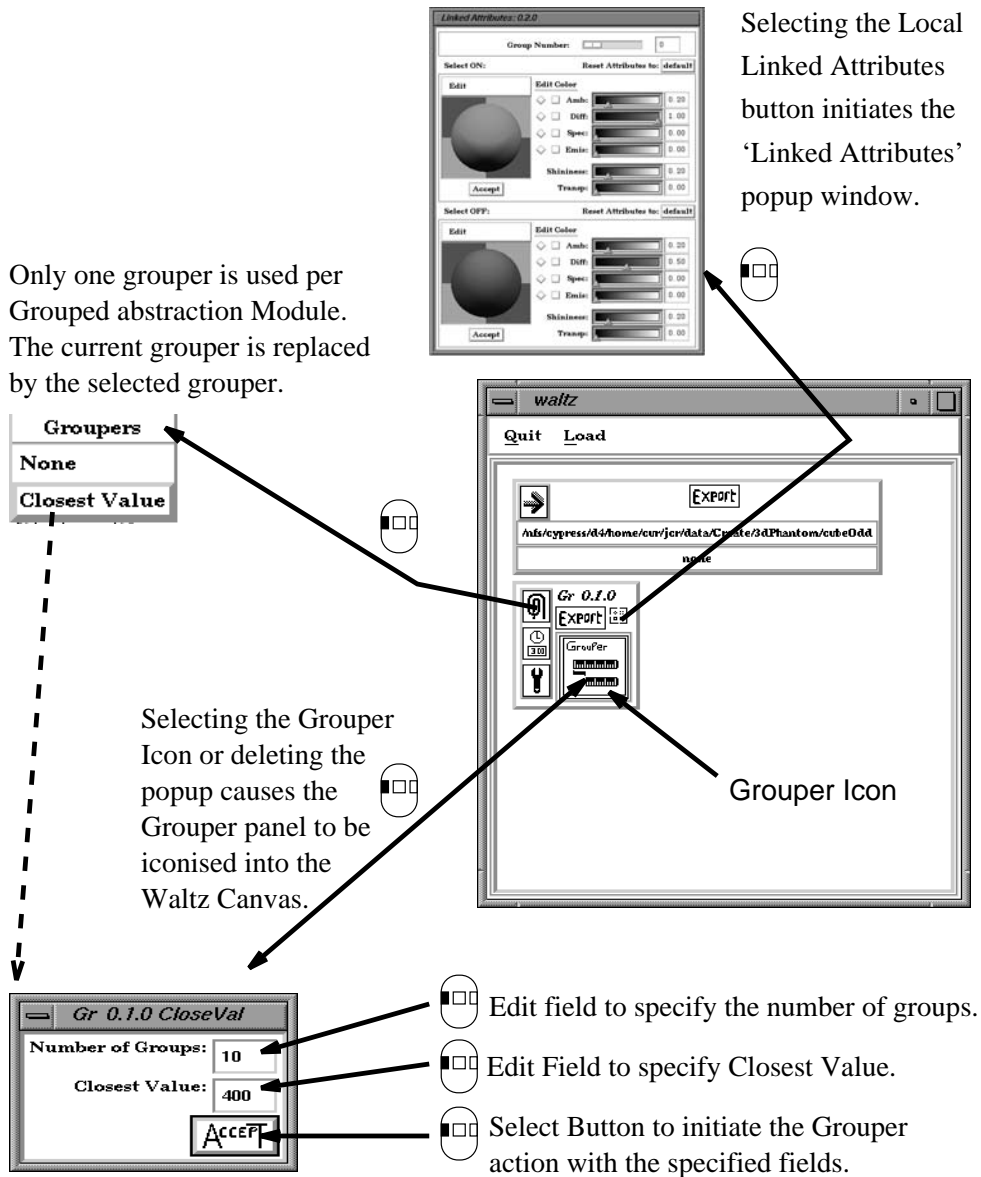 Linked Attributes: 0.2.0
Group Number: 0
Select ON: Reset Attributes to: default
Edit Edit Color
Amb: 0.20
Diff: 1.00
Spec: 0.00
Emis: 0.00
Shininess: 0.20
Accept Transp: 0.00
Select OFF: Reset Attributes to: default
Edit Edit Color
Amb: 0.20
Diff: 0.50
Spec: 0.00
Emis: 0.00
Shininess: 0.20
Accept Transp: 0.00
Selecting the Local
Linked Attributes
button initiates the
‘Linked Attributes’
popup window.
Only one grouper is used per
Grouped abstraction Module.
The current grouper is replaced
by the selected grouper.
Groupers
None
Closest Value
waltz
Quit Load
Export
/nfs/cypress/d4/home/cur/jcr/data/Create/3dPhantom/cubeOdd
none
Gr 0.1.0
Export
3.00
Grouper
Grouper Icon
Selecting the Grouper
Icon or deleting the
popup causes the
Grouper panel to be
iconised into the
Waltz Canvas.
Gr 0.1.0 CloseVal
Number of Groups: 10
Closest Value: 400
ACCEPT
Edit field to specify the number of groups.
Edit Field to specify Closest Value.
Select Button to initiate the Grouper
action with the specified fields.